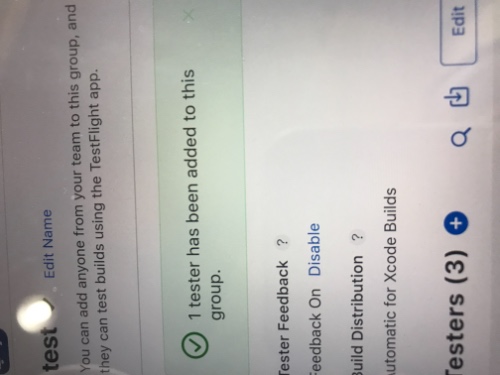 test Edit Name
You can add anyone from your team to this group, and
they can test builds using the TestFlight app.
1 tester has been added to this
group.
Tester Feedback ?
Feedback On Disable
Build Distribution ?
Automatic for Xcode Builds
Testers (3)
Edit